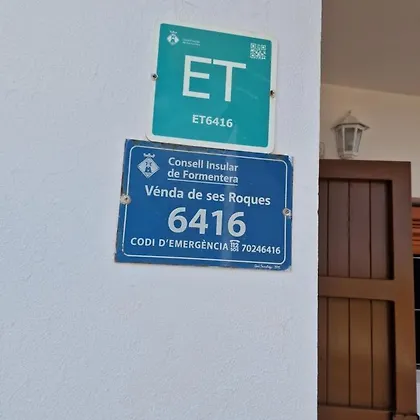 ET
ET6416
Consell Insular
de Formentera
Vénda de ses Roques
6416
CODI D'EMERGÈNCIA 70246416